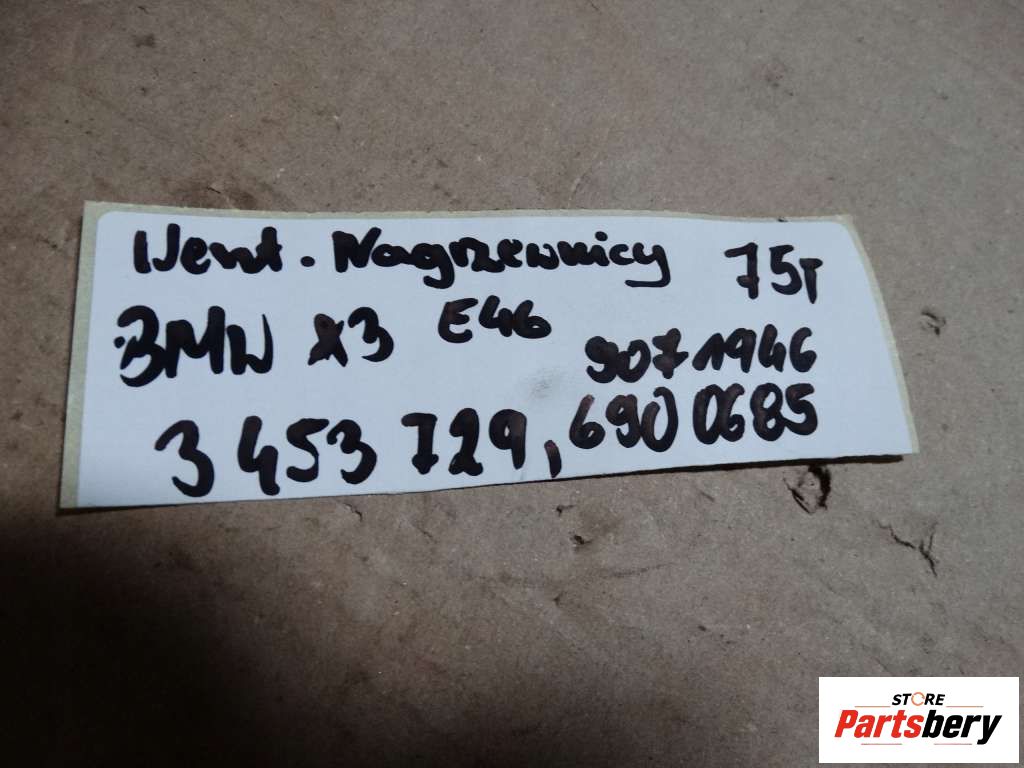 Went. Nagrzewnicy 75T
BMW X3 E46
9071946
3453729, 6900685
STORE
Partsbery